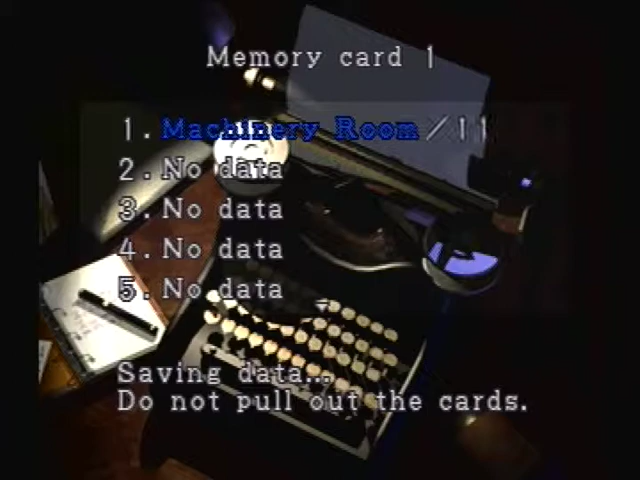 Memory card 1
1. Machinery Room/11
2. No data
3. No data
4. No data
5. No data
Saving data...
Do not pull out the cards.